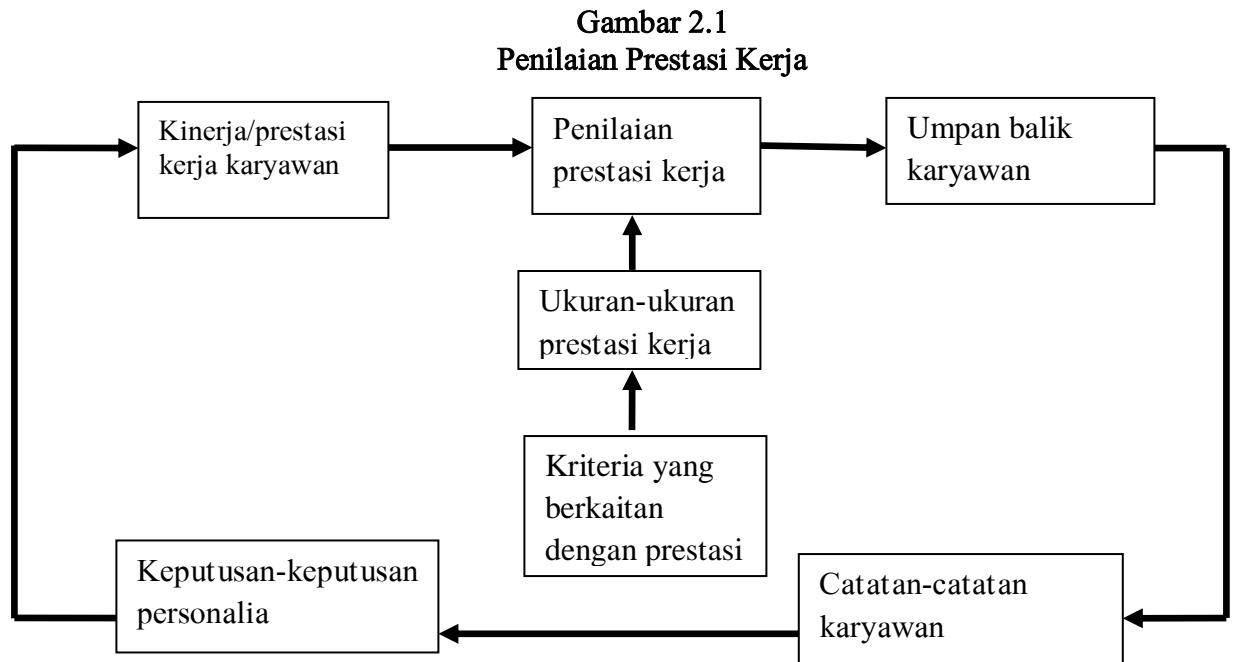 Gambar 2.1
Penilaian Prestasi Kerja
Kinerja/prestasi
kerja karyawan
Penilaian
prestasi kerja
Umpan balik
karyawan
Ukuran-ukuran
prestasi kerja
Kriteria yang
berkaitan
dengan prestasi
Keputusan-keputusan
personalia
Catatan-catatan
karyawan